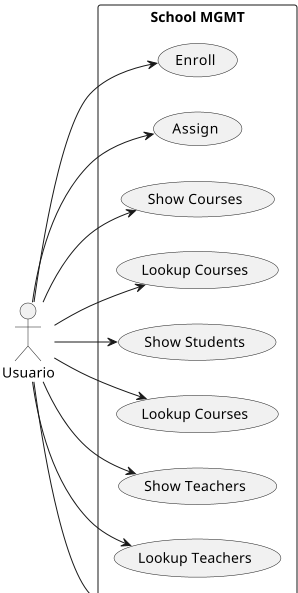 School MGMT
Enroll
Assign
Show Courses
Lookup Courses
Show Students
Usuario
Lookup Courses
Show Teachers
Lookup Teachers